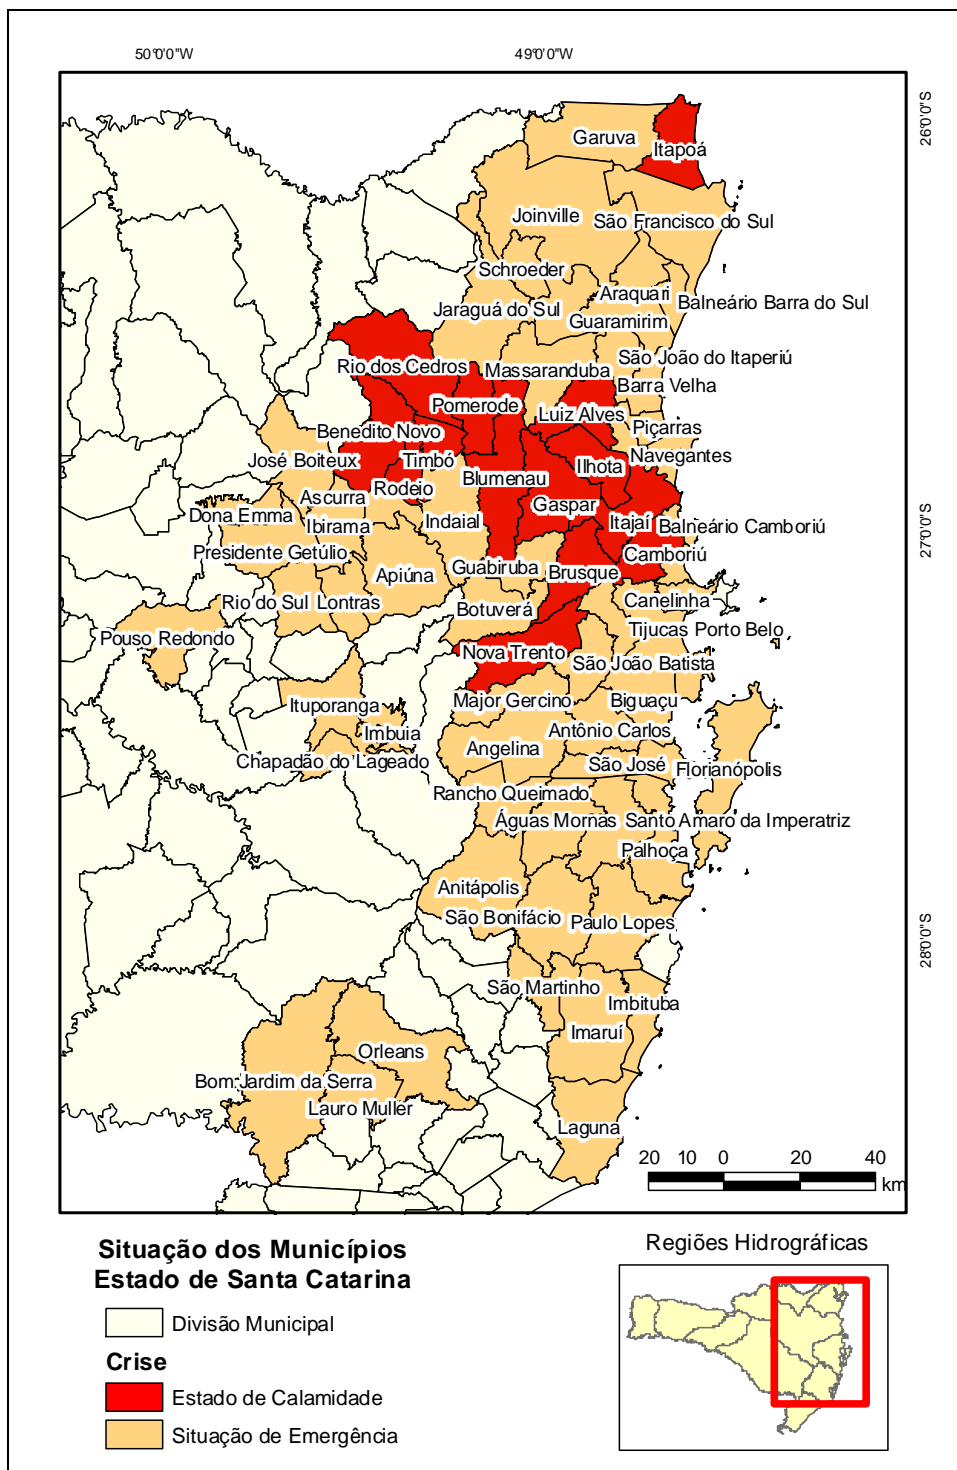 50°0'0"W
49°0'0"W
26°0'0"S
Garuva
Itapoá
Joinville
São Francisco do Sul
Schroeder
Araquari
Balneário Barra do Sul
Jaraguá do Sul
Guaramirim
São João do Itaperiú
Rio dos Cedros
Massaranduba
Barra Velha
Pomerode
Luiz Alves
Piçarras
Benedito Novo
Navegantes
José Boiteux
Timbó
Ilhota
Blumenau
Rodeio
Ascurra
Gaspar
Dona Emma
Ibirama
Indaial
Itajaí
Balneário Camboriú
27°0'0"S
Presidente Getúlio
Camboriú
Apiúna
Guabiruba
Brusque
Rio do Sul
Lontras
Botuverá
Canelinha
Pouso Redondo
Tijucas
Porto Belo
Nova Trento
São João Batista
Ituporanga
Major Gercino
Biguaçu
Imbuia
Antônio Carlos
Angelina
Chapadão do Lageado
São José
Florianópolis
Rancho Queimado
Águas Mornas
Santo Amaro da Imperatriz
Palhoça
Anitápolis
São Bonifácio
Paulo Lopes
28°0'0"S
São Martinho
Imbituba
Imaruí
Orleans
Bom Jardim da Serra
Lauro Muller
Laguna
20 10 0 20 40
km
Situação dos Municípios
Estado de Santa Catarina
Divisão Municipal
Crise
Estado de Calamidade
Situação de Emergência
Regiões Hidrográficas